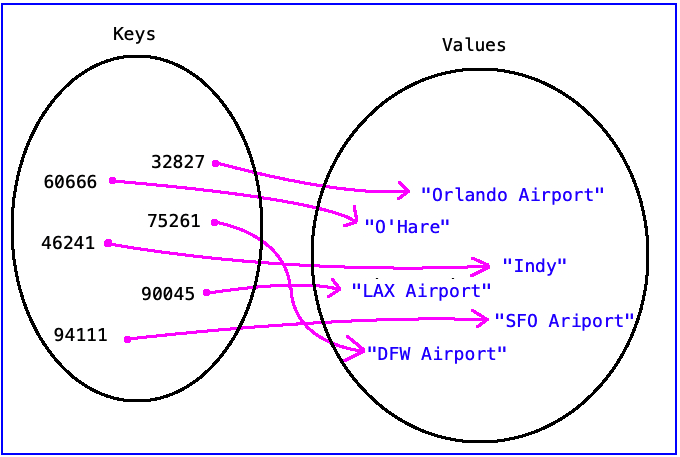 Keys
Values
32827
60666
75261
46241
90045
94111
"Orlando Airport"
"O'Hare"
"Indy"
"LAX Airport"
"SFO Ariport"
"DFW Airport"